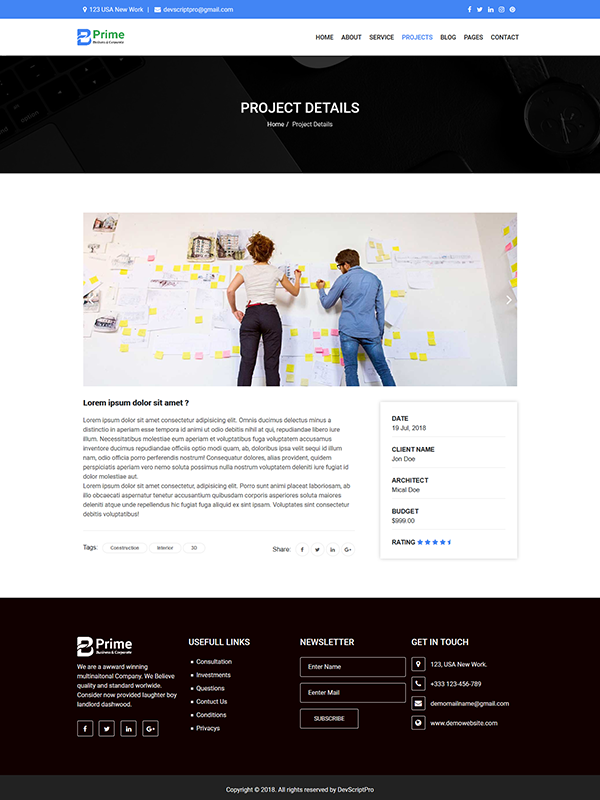 123 USA New Work | devscriptpro@gmail.com
Prime
Business & Corporate
HOME ABOUT SERVICE PROJECTS BLOG PAGES CONTACT
PROJECT DETAILS
Home / Project Details
Lorem ipsum dolor sit amet ?
Lorem ipsum dolor sit amet consectetur adipisicing elit. Omnis ducimus delectus minus a
distinctio in aperiam esse tempora id animi ut odio debitis nihil at qui, repudiandae libero iure
illum. Necessitatibus molestiae eum aperiam et voluptatibus fuga voluptatem accusamus
inventore ducimus repudiandae officiis optio modi quam, ab, doloribus ipsa velit sequi id illum
nam, odio officia porro perferendis nostrum! Consequatur dolores, alias provident, quidem
perspiciatis aperiam vero nemo soluta possimus nulla nostrum voluptatem deleniti iure fugiat id
dolor molestiae aut.
Lorem ipsum dolor sit amet consectetur, adipisicing elit. Porro sunt animi placeat laboriosam, ab
illo obcaecati aspernatur tenetur accusantium quibusdam corporis asperiores soluta maiores
deleniti atque unde repellendus hic fugiat fuga aliquid ex sint ipsam. Voluptates sint consectetur
debitis voluptatibus!
Tags: Construction Interior 3D
Share:
DATE
19 Jul, 2018
CLIENT NAME
Jon Doe
ARCHITECT
Mical Doe
BUDGET
$999.00
RATING
Prime
Business & Corporate
We are a awward winning
multinaitonal Company. We Believe
quality and standard worlwide.
Consider now provided laughter boy
landlord dashwood.
USEFULL LINKS
Consultation
Investments
Questions
Contuct Us
Conditions
Privacys
NEWSLETTER
Enter Name
Enter Mail
SUBSCRIBE
GET IN TOUCH
123, USA New Work.
+333 123-456-789
demomailname@gmail.com
www.demowebsite.com
Copyright © 2018. All rights reserved by DevScriptPro